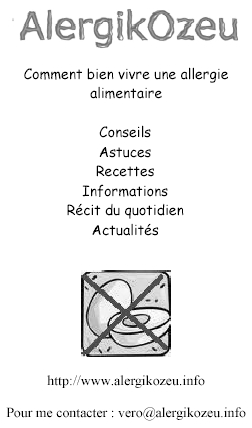 AlergikOzeu
Comment bien vivre une allergie
alimentaire
Conseils
Astuces
Recettes
Informations
Récit du quotidien
Actualités
http://www.alergikozeu.info
Pour me contacter : vero@alergikozeu.info